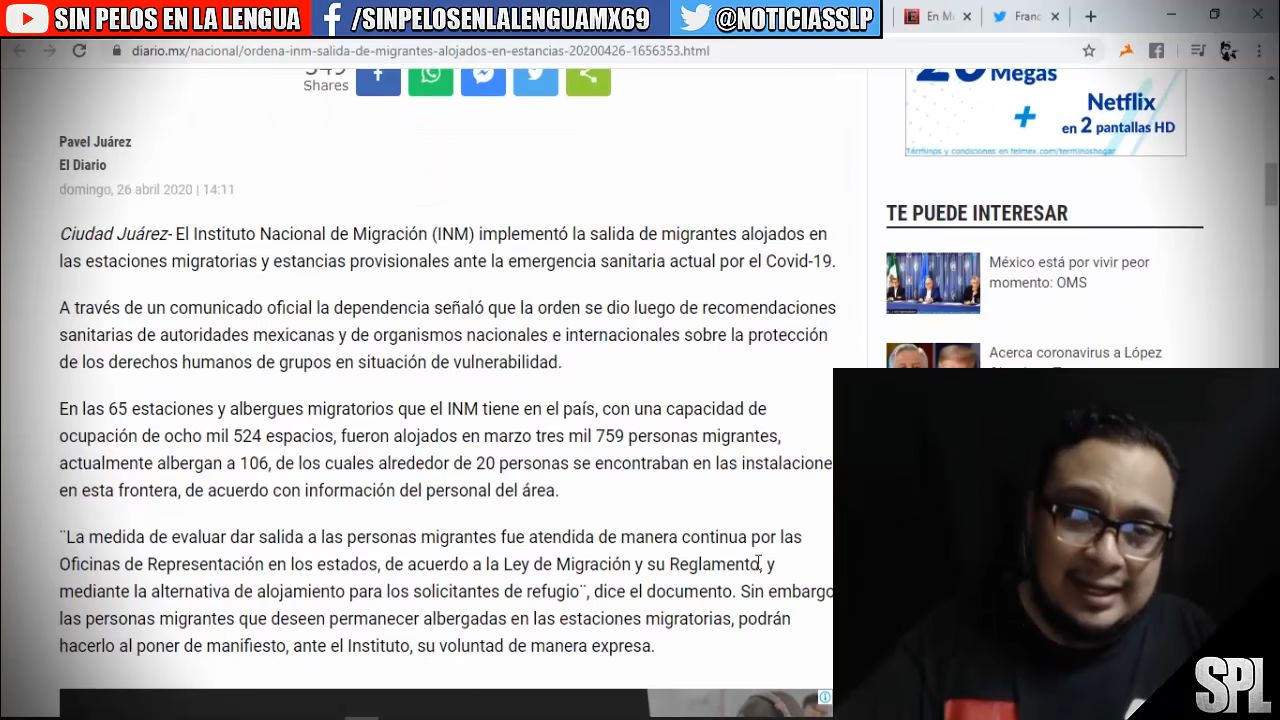 SIN PELOS EN LA LENGUA
/SINPELOSENLALENGUAMX69
@NOTICIASSLP
En M
Franc
diario.mx/nacional/ordena-inm-salida-de-migrantes-alojados-en-estancias-20200426-1656353.html
Shares
Megas
+
Netflix
en 2 pantallas HD
Términos y condiciones en telmex.com/terminoshogar
Pavel Juárez
El Diario
domingo, 26 abril 2020 | 14:11
Ciudad Juárez- El Instituto Nacional de Migración (INM) implementó la salida de migrantes alojados en
las estaciones migratorias y estancias provisionales ante la emergencia sanitaria actual por el Covid-19.
A través de un comunicado oficial la dependencia señaló que la orden se dio luego de recomendaciones
sanitarias de autoridades mexicanas y de organismos nacionales e internacionales sobre la protección
de los derechos humanos de grupos en situación de vulnerabilidad.
En las 65 estaciones y albergues migratorios que el INM tiene en el país, con una capacidad de
ocupación de ocho mil 524 espacios, fueron alojados en marzo tres mil 759 personas migrantes,
actualmente albergan a 106, de los cuales alrededor de 20 personas se encontraban en las instalacione
en esta frontera, de acuerdo con información del personal del área.
¨La medida de evaluar dar salida a las personas migrantes fue atendida de manera continua por las
Oficinas de Representación en los estados, de acuerdo a la Ley de Migración y su Reglamento, y
mediante la alternativa de alojamiento para los solicitantes de refugio¨, dice el documento. Sin embargo
las personas migrantes que deseen permanecer albergadas en las estaciones migratorias, podrán
hacerlo al poner de manifiesto, ante el Instituto, su voluntad de manera expresa.
TE PUEDE INTERESAR
México está por vivir peor
momento: OMS
Acerca coronavirus a López
SPL